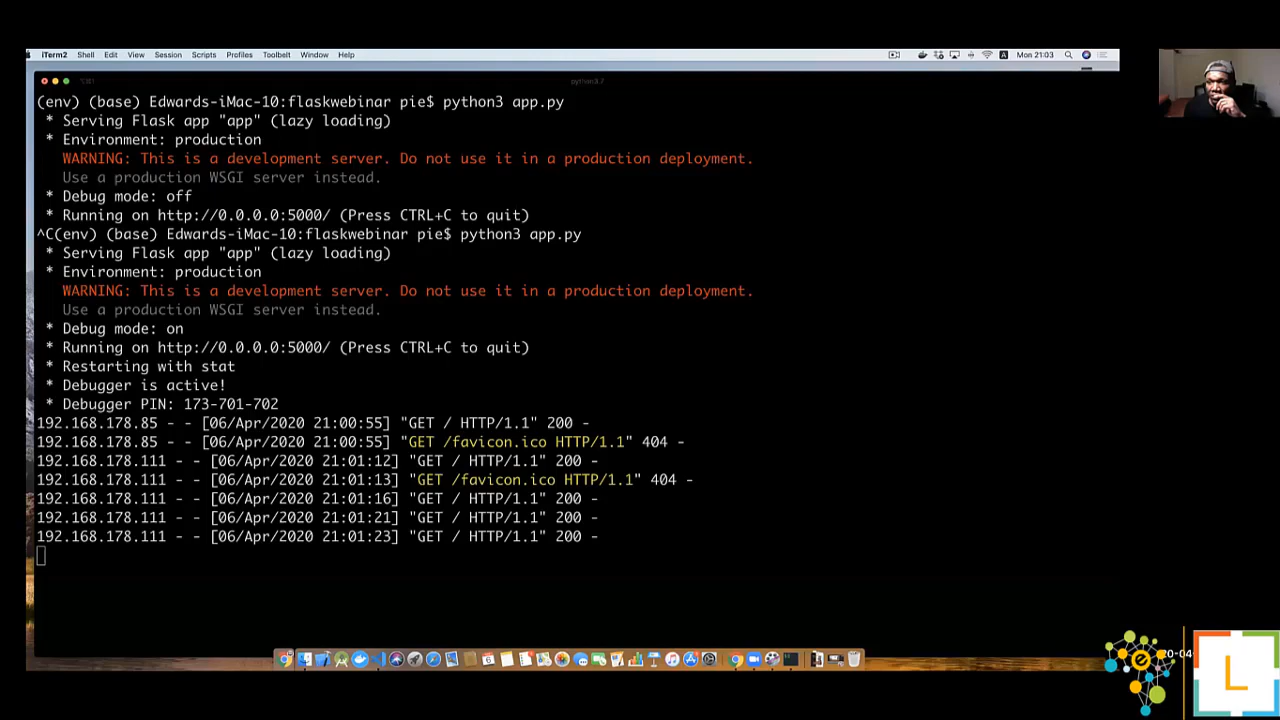 iTerm2 Shell Edit View Session Scripts Profiles Toolbelt Window Help A Mon 21:03
python3.7
(env) (base) Edwards-iMac-10:flaskwebinar pie$ python3 app.py
* Serving Flask app "app" (lazy loading)
* Environment: production
WARNING: This is a development server. Do not use it in a production deployment.
Use a production WSGI server instead.
* Debug mode: off
* Running on http://0.0.0.0:5000/ (Press CTRL+C to quit)
^C(env) (base) Edwards-iMac-10:flaskwebinar pie$ python3 app.py
* Serving Flask app "app" (lazy loading)
* Environment: production
WARNING: This is a development server. Do not use it in a production deployment.
Use a production WSGI server instead.
* Debug mode: on
* Running on http://0.0.0.0:5000/ (Press CTRL+C to quit)
* Restarting with stat
* Debugger is active!
* Debugger PIN: 173-701-702
192.168.178.85 - - [06/Apr/2020 21:00:55] "GET / HTTP/1.1" 200 -
192.168.178.85 - - [06/Apr/2020 21:00:55] "GET /favicon.ico HTTP/1.1" 404 -
192.168.178.111 - - [06/Apr/2020 21:01:12] "GET / HTTP/1.1" 200 -
192.168.178.111 - - [06/Apr/2020 21:01:13] "GET /favicon.ico HTTP/1.1" 404 -
192.168.178.111 - - [06/Apr/2020 21:01:16] "GET / HTTP/1.1" 200 -
192.168.178.111 - - [06/Apr/2020 21:01:21] "GET / HTTP/1.1" 200 -
192.168.178.111 - - [06/Apr/2020 21:01:23] "GET / HTTP/1.1" 200 -
L